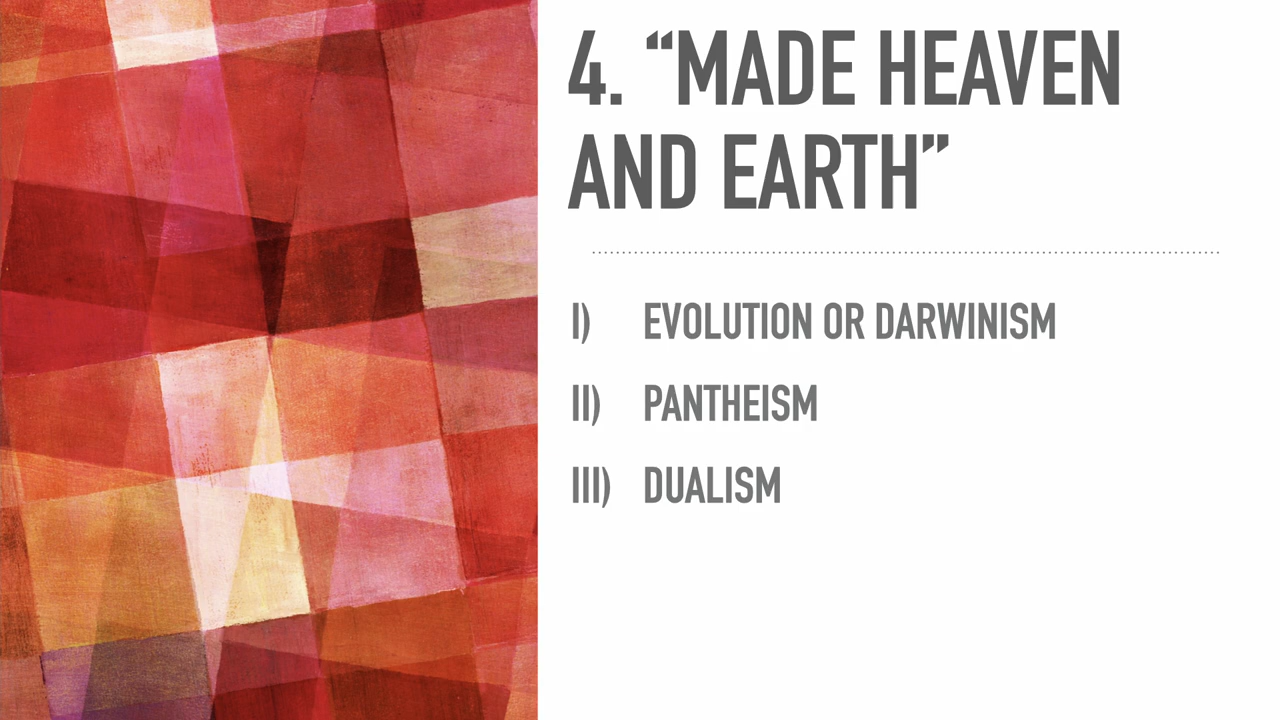 4. “MADE HEAVEN
AND EARTH”
I) EVOLUTION OR DARWINISM
II) PANTHEISM
III) DUALISM